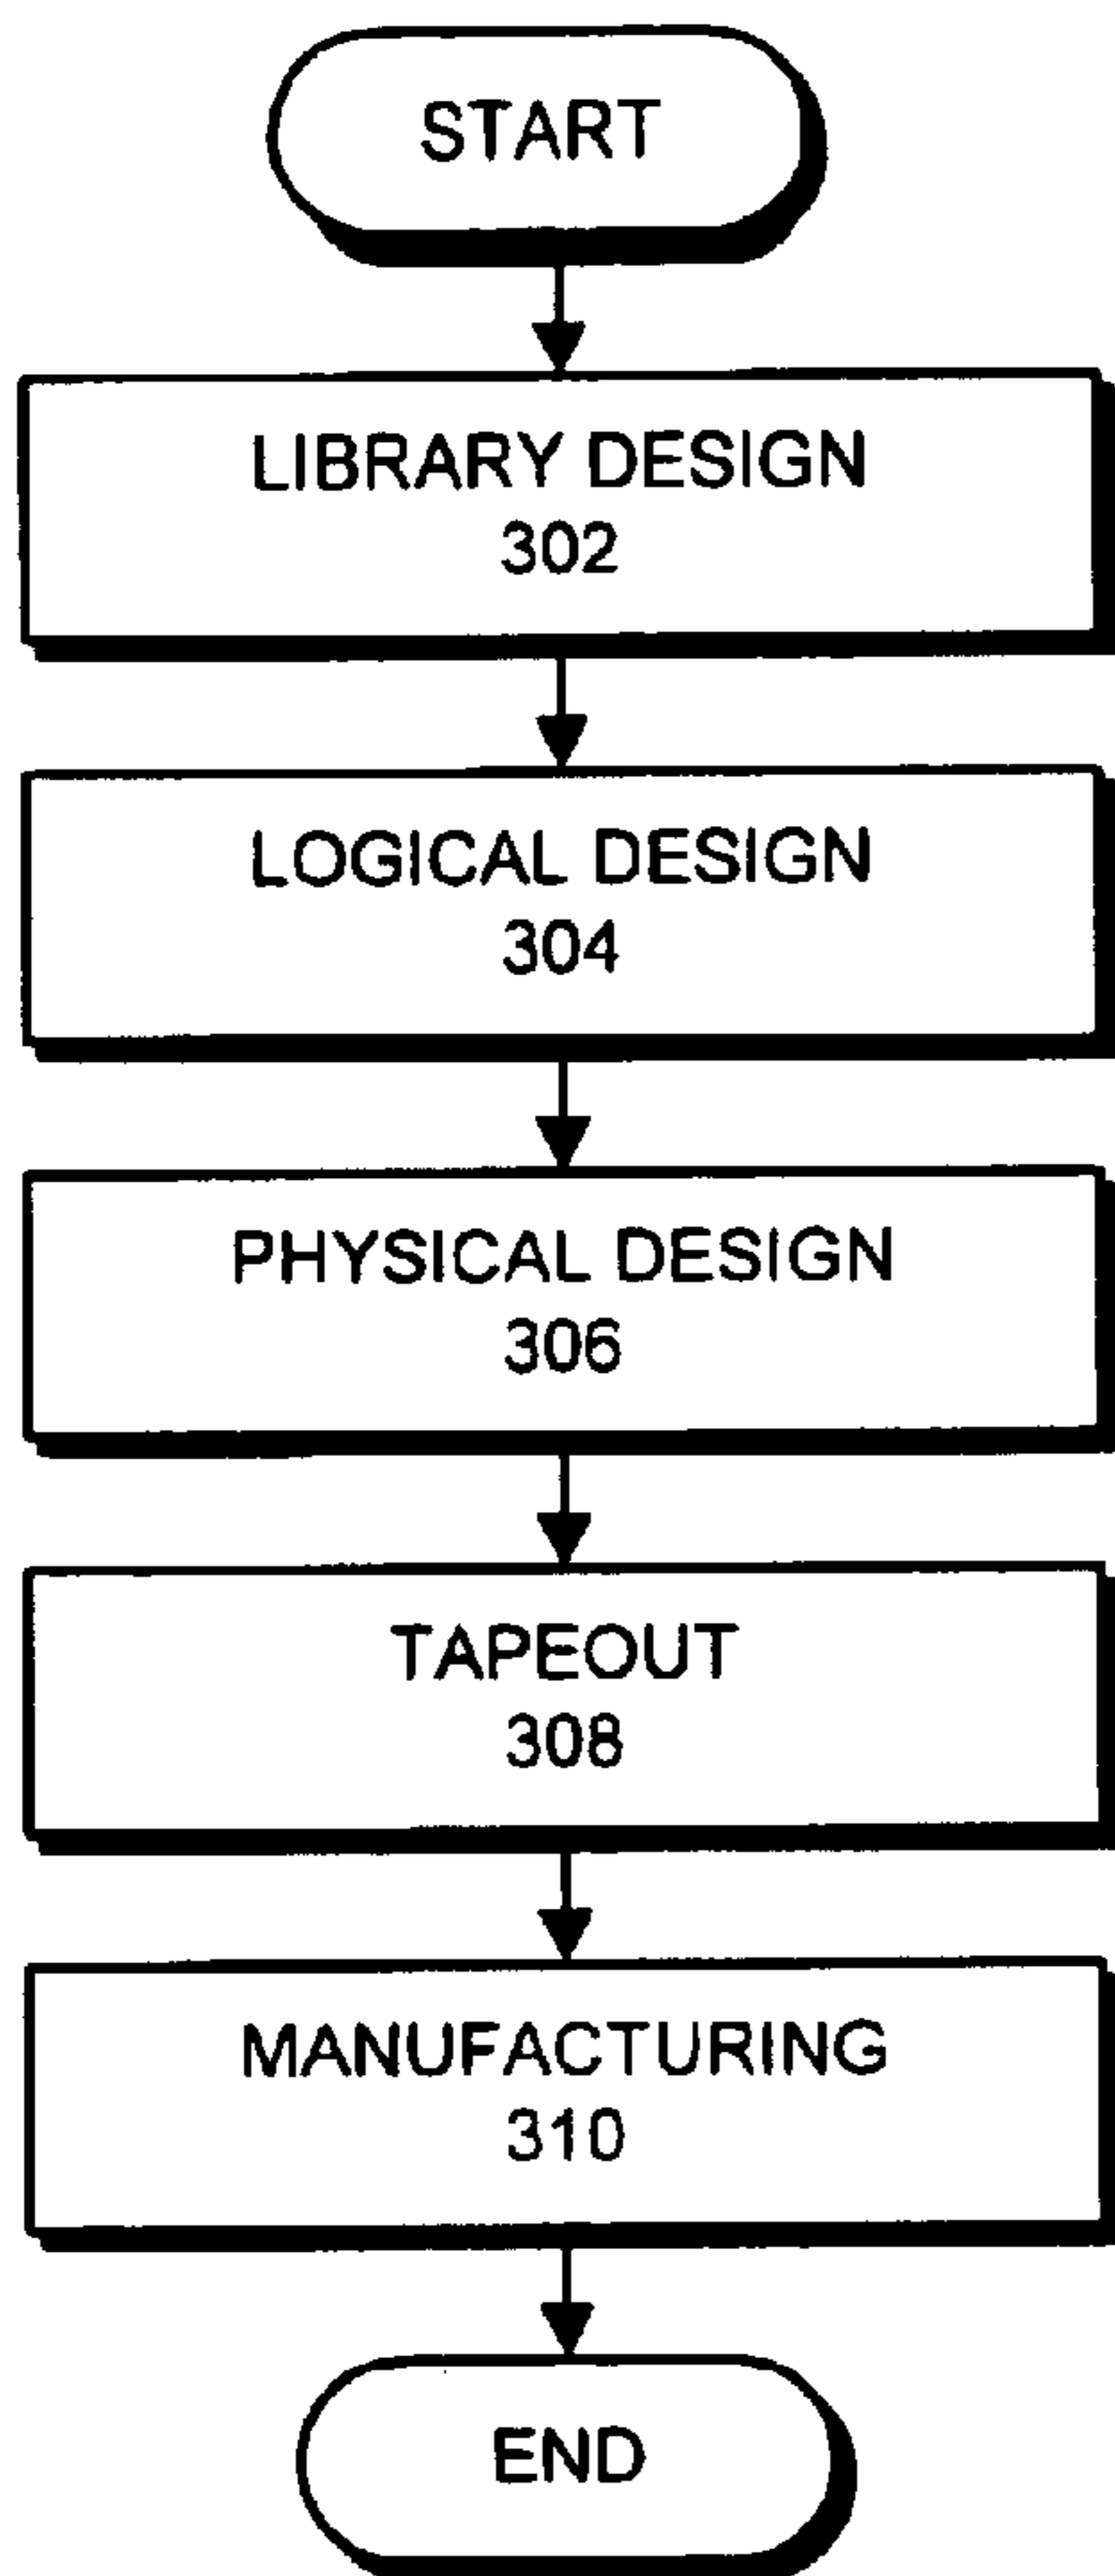 START
LIBRARY DESIGN
302
LOGICAL DESIGN
304
PHYSICAL DESIGN
306
TAPEOUT
308
MANUFACTURING
310
END